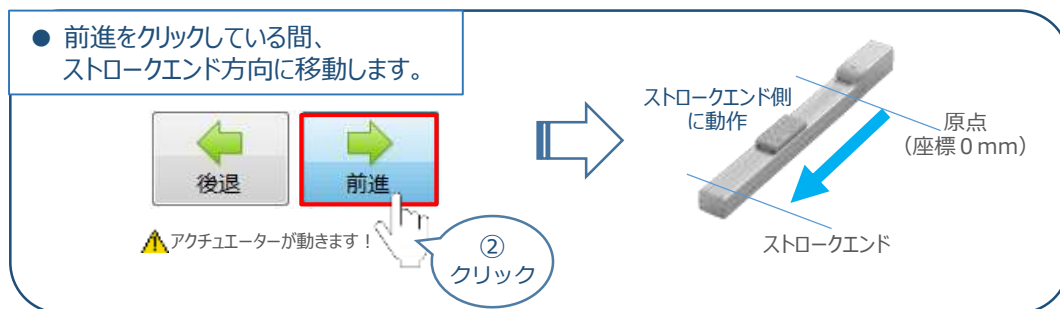 ● 前進をクリックしている間、
ストロークエンド方向に移動します。
後退
前進
⚠アクチュエーターが動きます！
②
クリック
ストロークエンド側
に動作
原点
（座標０mm）
ストロークエンド